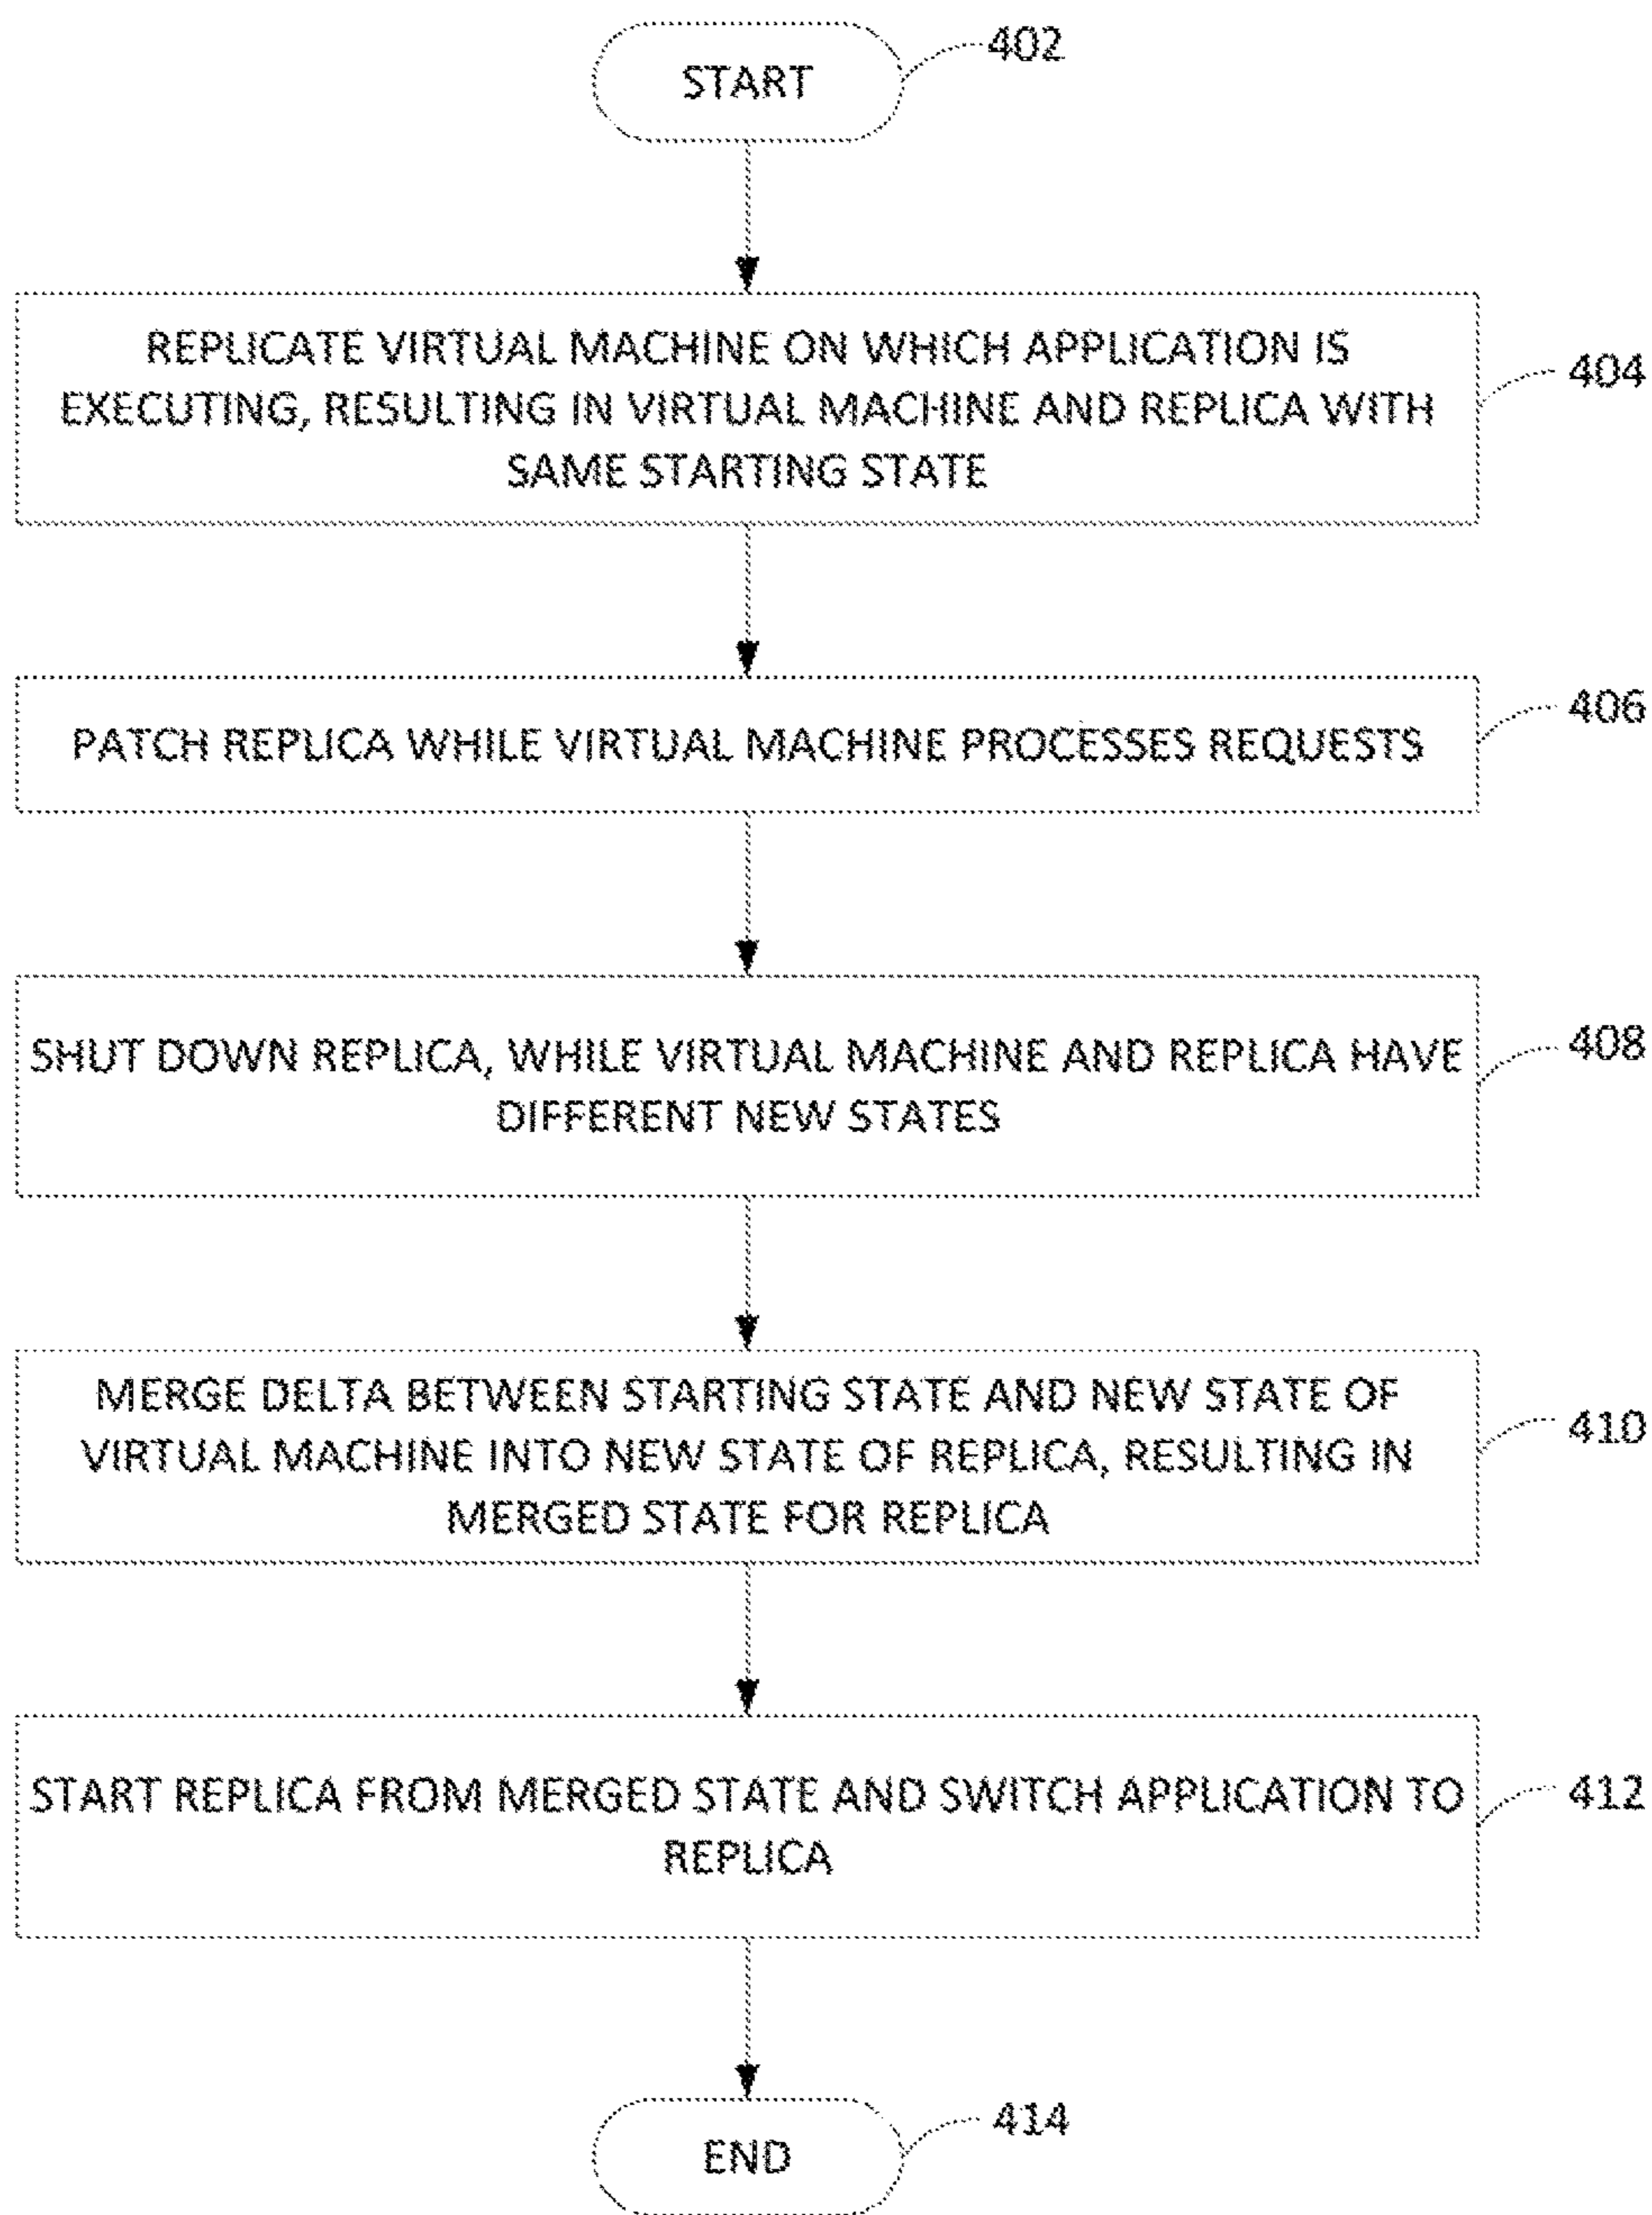 START
402
REPLICATE VIRTUAL MACHINE ON WHICH APPLICATION IS
EXECUTING, RESULTING IN VIRTUAL MACHINE AND REPLICA WITH
SAME STARTING STATE
404
PATCH REPLICA WHILE VIRTUAL MACHINE PROCESSES REQUESTS
406
SHUT DOWN REPLICA, WHILE VIRTUAL MACHINE AND REPLICA HAVE
DIFFERENT NEW STATES
408
MERGE DELTA BETWEEN STARTING STATE AND NEW STATE OF
VIRTUAL MACHINE INTO NEW STATE OF REPLICA, RESULTING IN
MERGED STATE FOR REPLICA
410
START REPLICA FROM MERGED STATE AND SWITCH APPLICATION TO
REPLICA
412
END
414